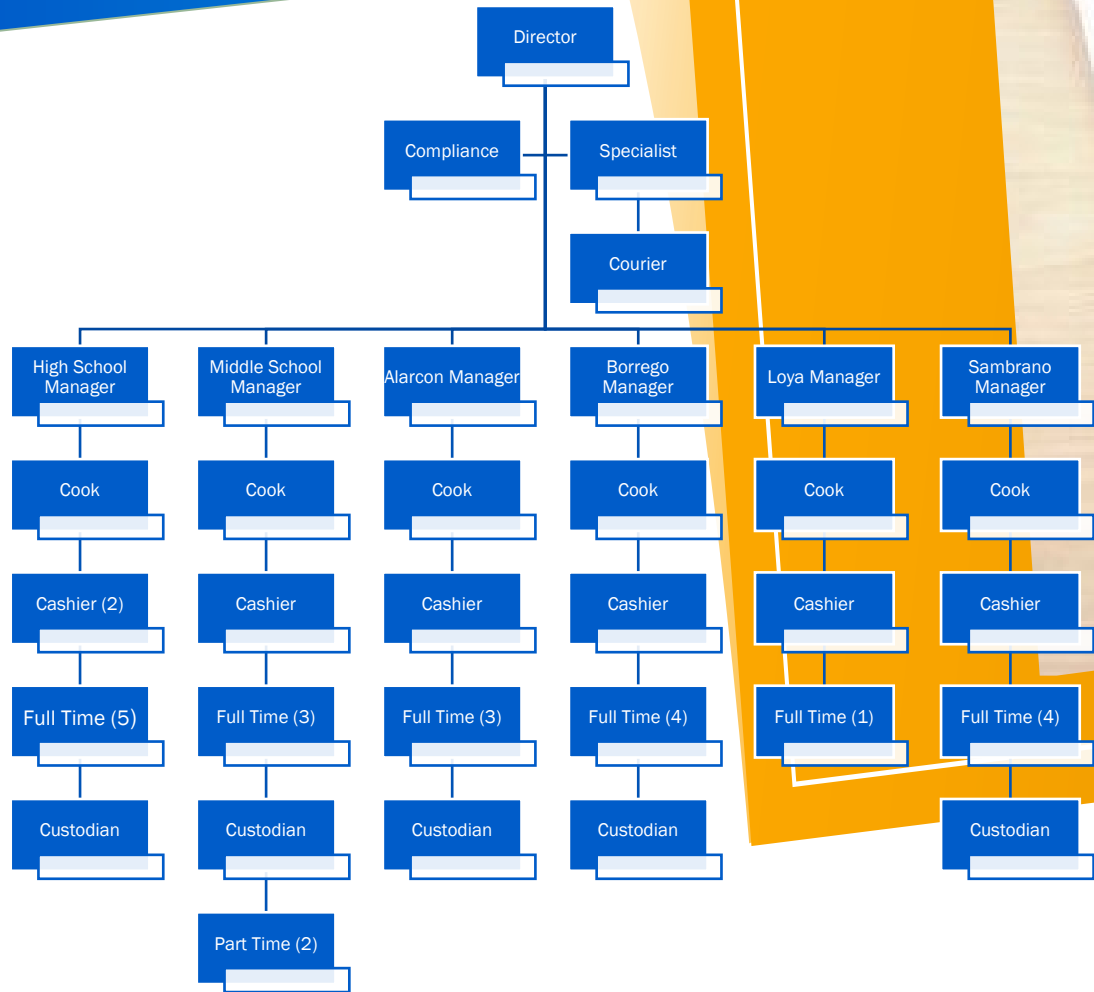 Director
Compliance
Specialist
Courier
High School
Manager
Middle School
Manager
Alarcon Manager
Borrego
Manager
Loya Manager
Sambrano
Manager
Cook
Cook
Cook
Cook
Cook
Cook
Cashier (2)
Cashier
Cashier
Cashier
Cashier
Cashier
Full Time (5)
Full Time (3)
Full Time (3)
Full Time (4)
Full Time (1)
Full Time (4)
Custodian
Custodian
Custodian
Custodian
Custodian
Part Time (2)